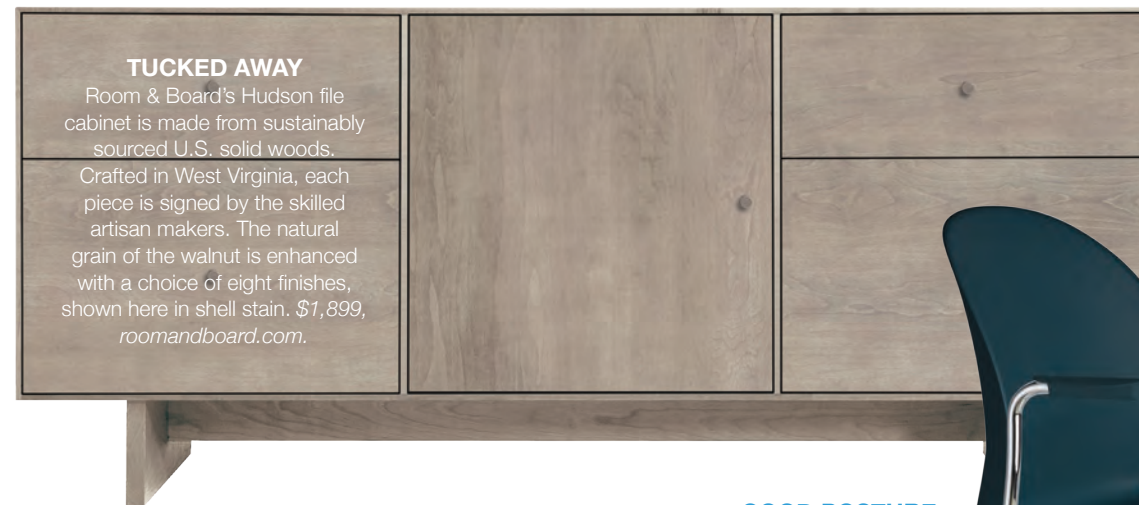 TUCKED AWAY
Room & Board's Hudson file
cabinet is made from sustainably
sourced U.S. solid woods.
Crafted in West Virginia, each
piece is signed by the skilled
artisan makers. The natural
grain of the walnut is enhanced
with a choice of eight finishes,
shown here in shell stain. $1,899,
roomandboard.com.
GOOD POSTURE